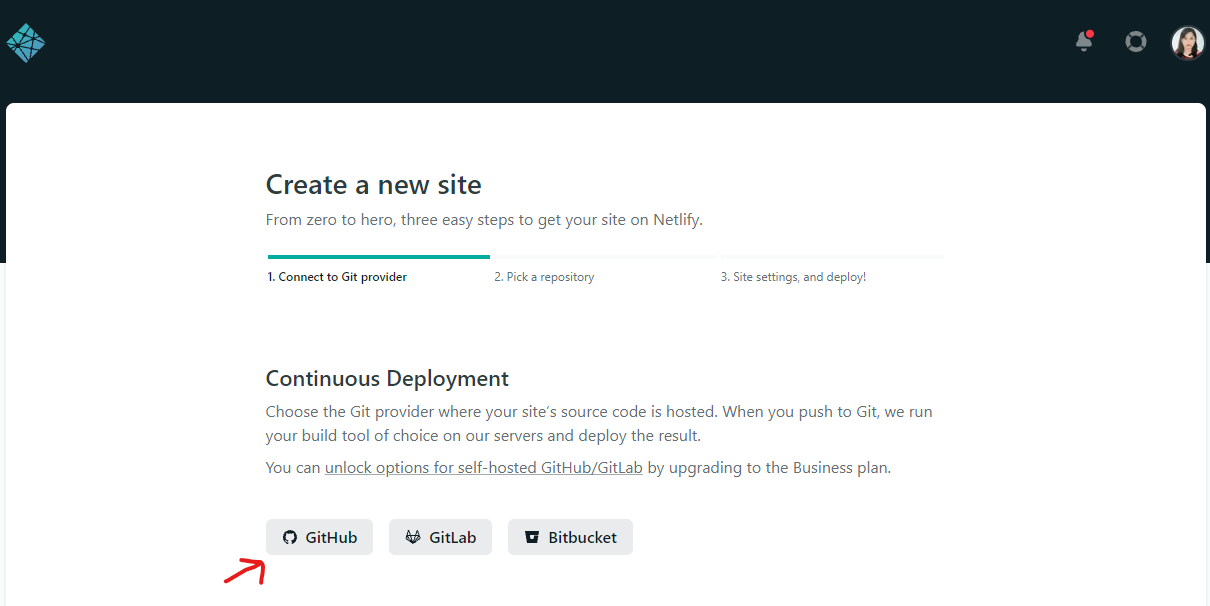 Create a new site
From zero to hero, three easy steps to get your site on Netlify.
1. Connect to Git provider
2. Pick a repository
3. Site settings, and deploy!
Continuous Deployment
Choose the Git provider where your site’s source code is hosted. When you push to Git, we run
your build tool of choice on our servers and deploy the result.
You can unlock options for self-hosted GitHub/GitLab by upgrading to the Business plan.
GitHub
GitLab
Bitbucket